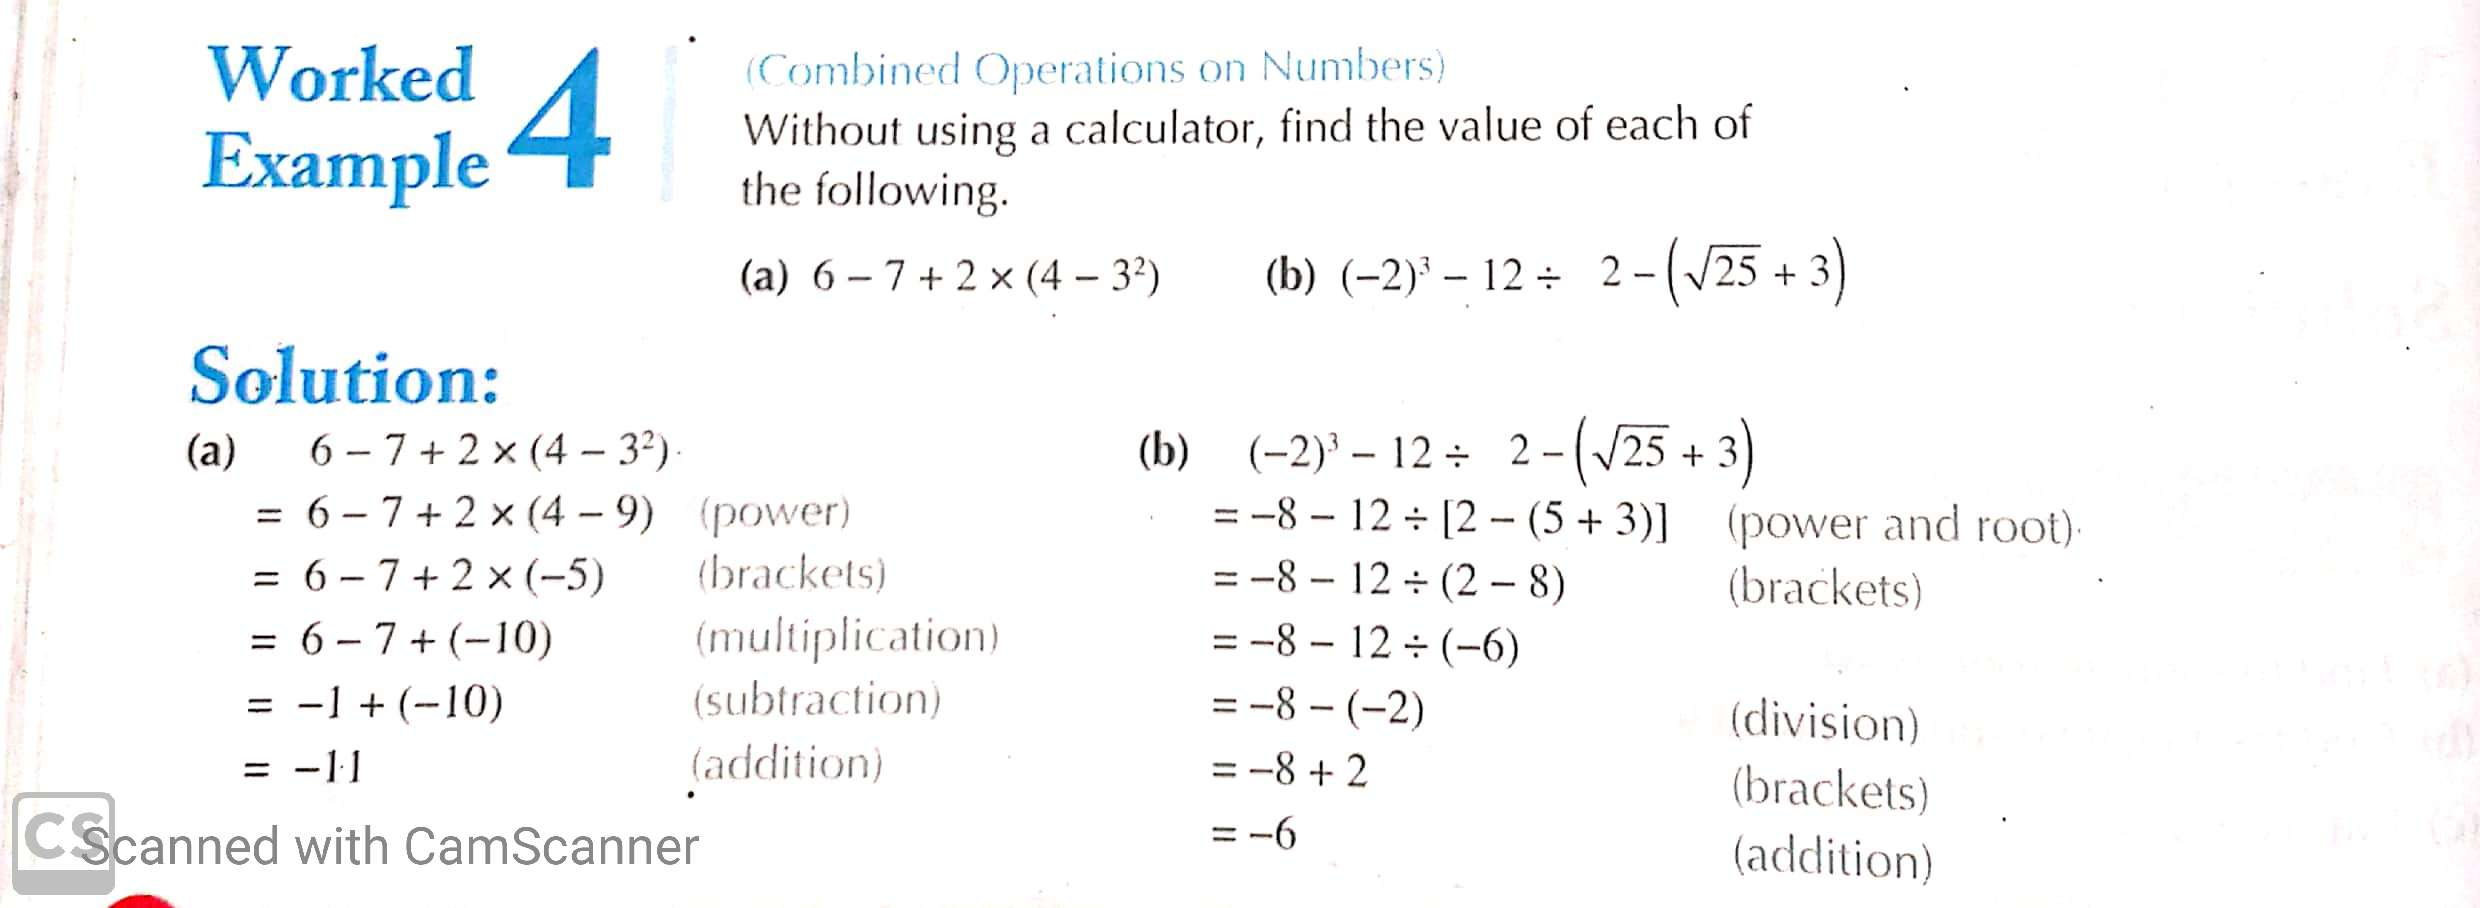 Worked Example 4
(Combined Operations on Numbers)
Without using a calculator, find the value of each of
the following.
(a) 6 – 7 + 2 × (4 – 3²)
(b) (–2)³ – 12 ÷ 2 – (√25 + 3)
Solution:
(a) 6 – 7 + 2 × (4 – 3²)
= 6 – 7 + 2 × (4 – 9) (power)
= 6 – 7 + 2 × (–5) (brackets)
= 6 – 7 + (–10) (multiplication)
= –1 + (–10) (subtraction)
= –11 (addition)
(b) (–2)³ – 12 ÷ 2 – (√25 + 3)
= –8 – 12 ÷ [2 – (5 + 3)] (power and root)
= –8 – 12 ÷ (2 – 8) (brackets)
= –8 – 12 ÷ (–6)
= –8 – (–2) (division)
= –8 + 2 (brackets)
= –6 (addition)
CS Scanned with CamScanner